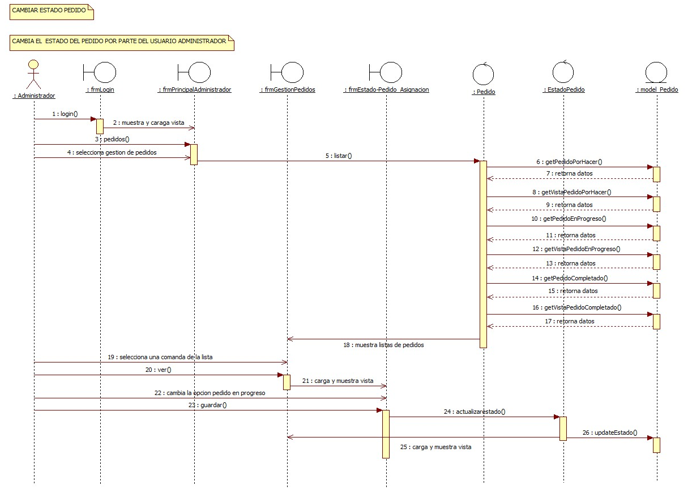 CAMBIAR ESTADO PEDIDO
CAMBIA EL ESTADO DEL PEDIDO POR PARTE DEL USUARIO ADMINISTRADOR
: Administrador
: frmLogin
: frmPrincipalAdministrador
: frmGestionPedidos
: frmEstado-Pedido_Asignacion
: Pedido
: EstadoPedido
: model_Pedido
1 : login()
2 : muestra y caraga vista
3 : pedidos()
4 : selecciona gestion de pedidos
5 : listar()
6 : getPedidoPorHacer()
7 : retorna datos
8 : getVistaPedidoPorHacer()
9 : retorna datos
10 : getPedidoEnProgreso()
11 : retorna datos
12 : getVistaPedidoEnProgreso()
13 : retorna datos
14 : getPedidoCompletado()
15 : retorna datos
16 : getVistaPedidoCompletado()
17 : retorna datos
18 : muestra listas de pedidos
19 : selecciona una comanda de la lista
20 : ver()
21 : carga y muestra vista
22 : cambia la opcion pedido en progreso
23 : guardar()
24 : actualizarestado()
25 : carga y muestra vista
26 : updateEstado()